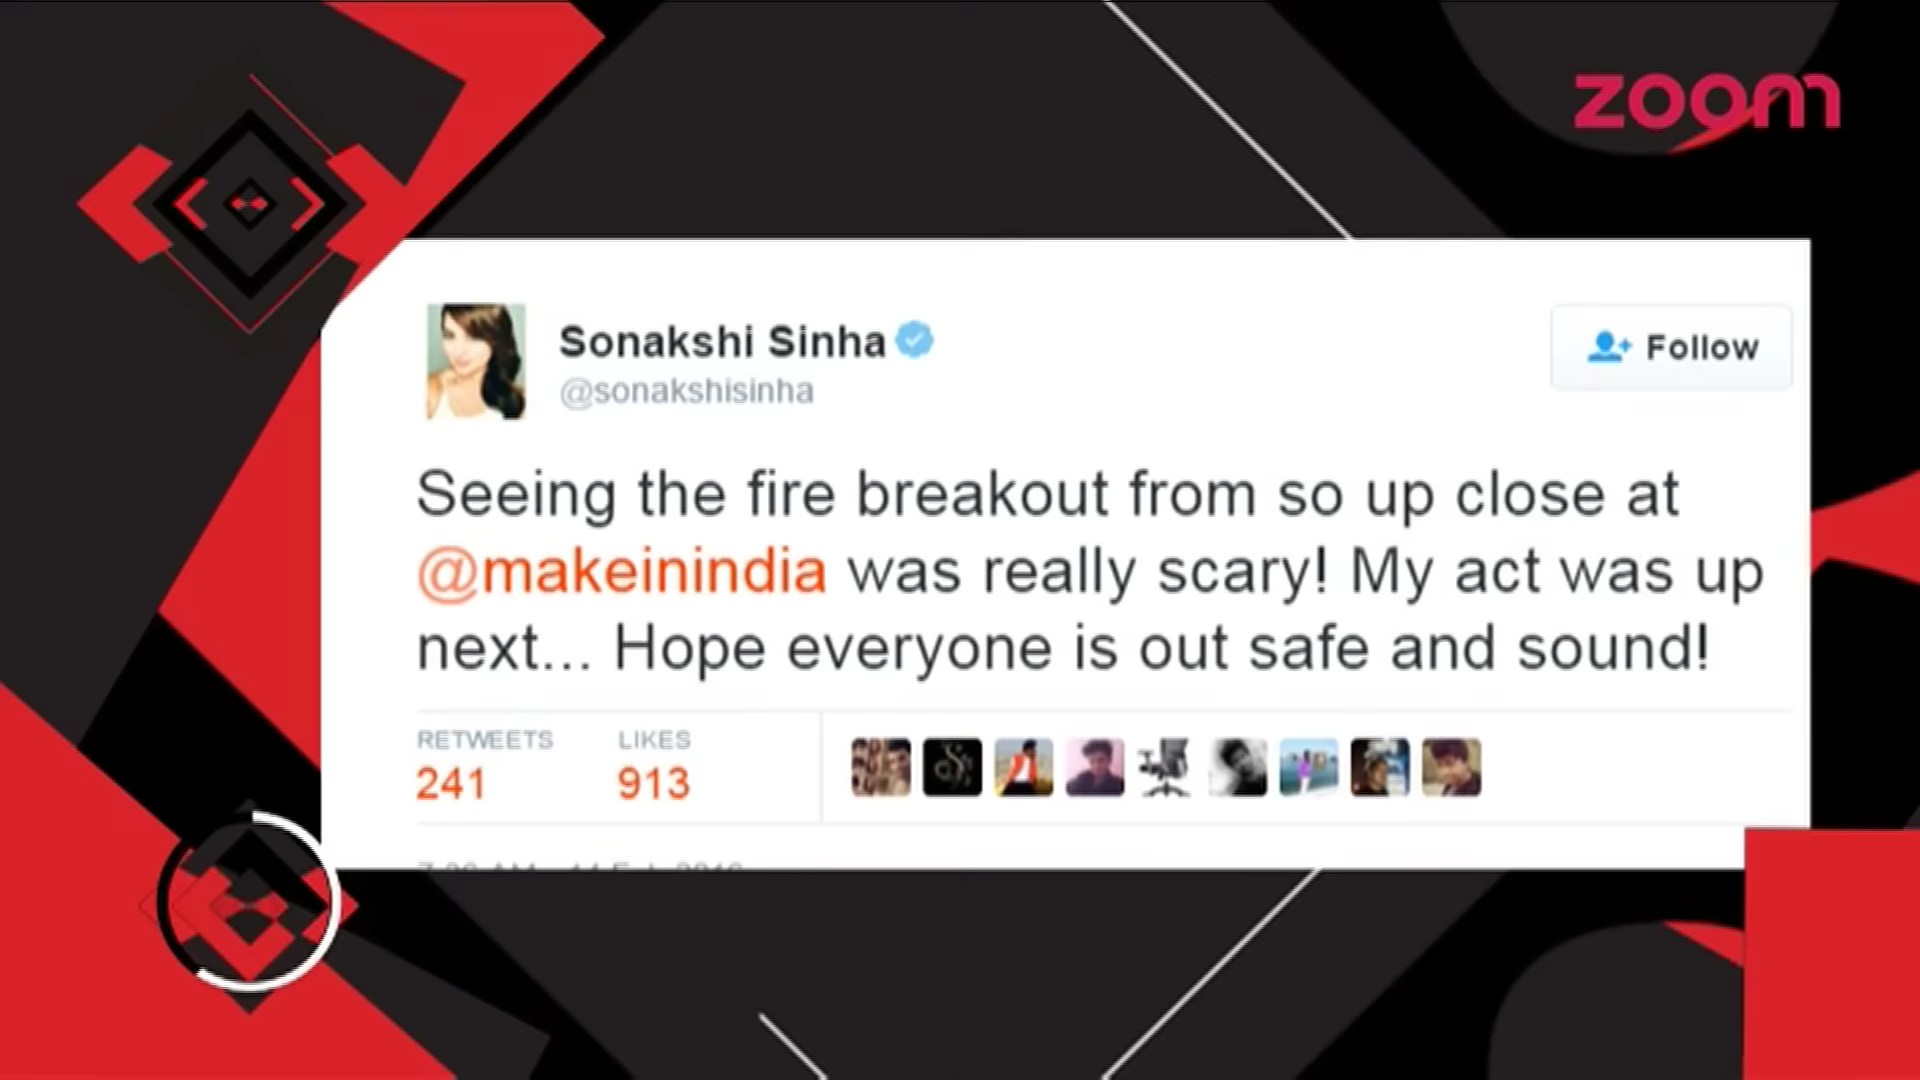 zoom
Sonakshi Sinha
@sonakshisinha
Follow
Seeing the fire breakout from so up close at
@makeinindia was really scary! My act was up
next... Hope everyone is out safe and sound!
RETWEETS LIKES
241 913